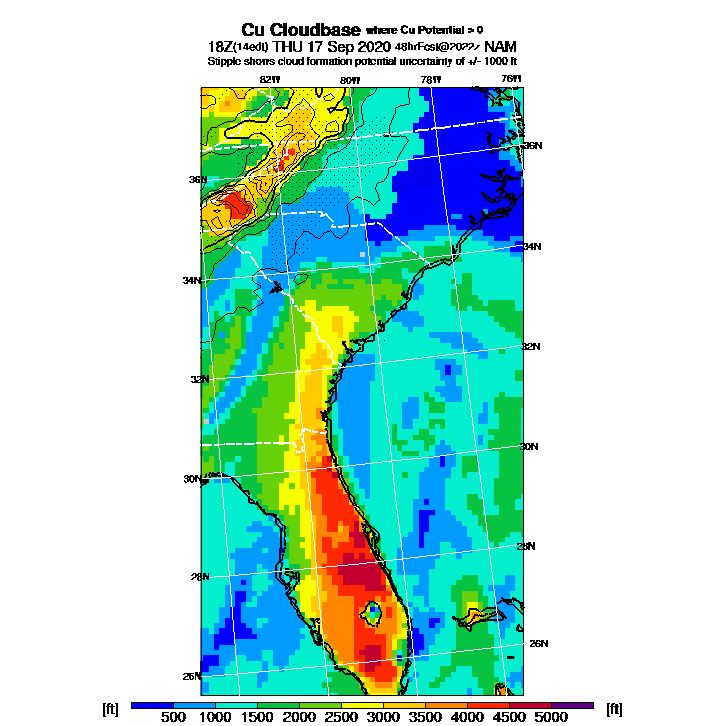 Cu Cloudbase where Cu Potential > 0
18Z(14edt) THU 17 Sep 2020 48hrFcst@2022z NAM
Stipple shows cloud formation potential uncertainty of +/- 1000 ft
82W 80W 78W 76W
36N
36N
34N
34N
32N
32N
30N
30N
28N
28N
26N
26N
[ft] [ft]
500 1000 1500 2000 2500 3000 3500 4000 4500 5000